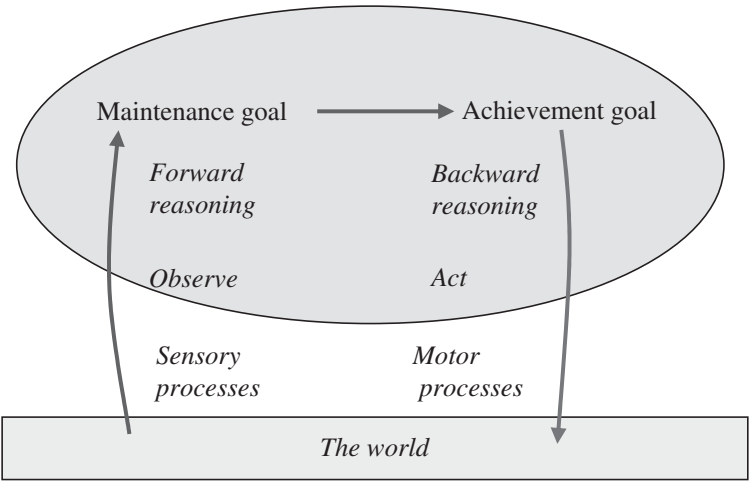 Maintenance goal
Achievement goal
Forward
reasoning
Backward
reasoning
Observe
Act
Sensory
processes
Motor
processes
The world